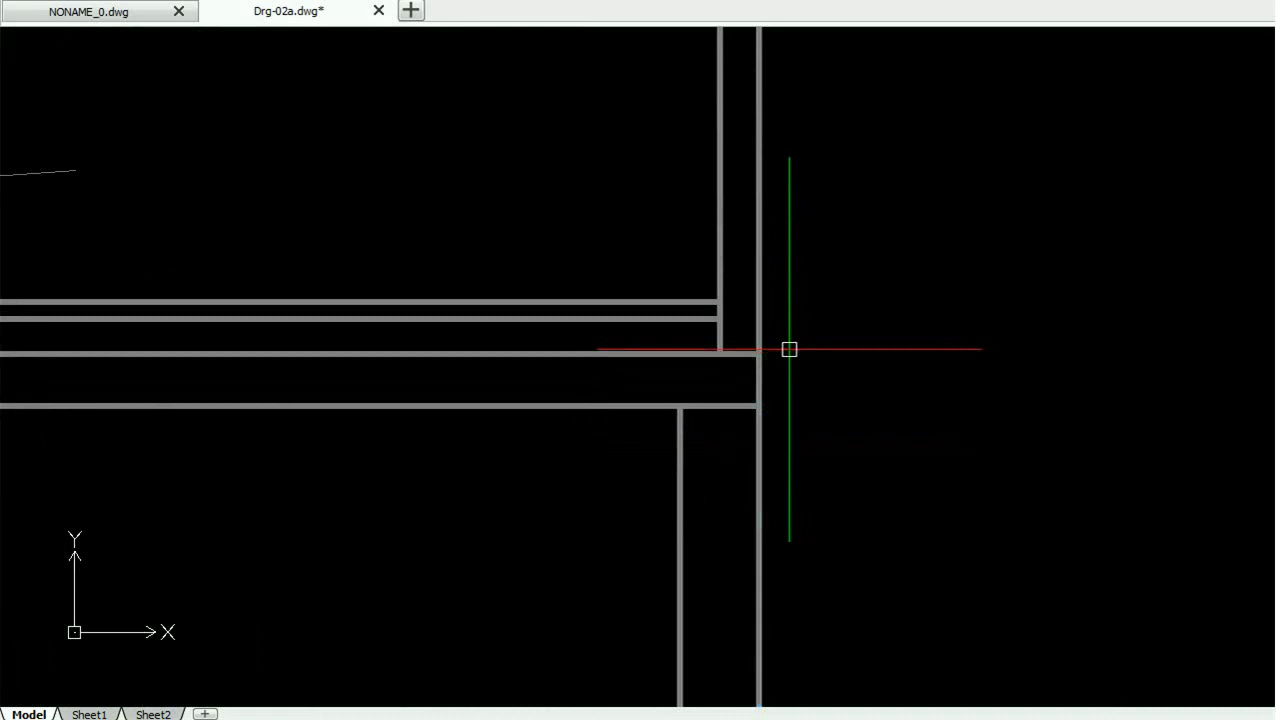 NONAME_0.dwg
Drg-02a.dwg*
Y
X
Model
Sheet1
Sheet2